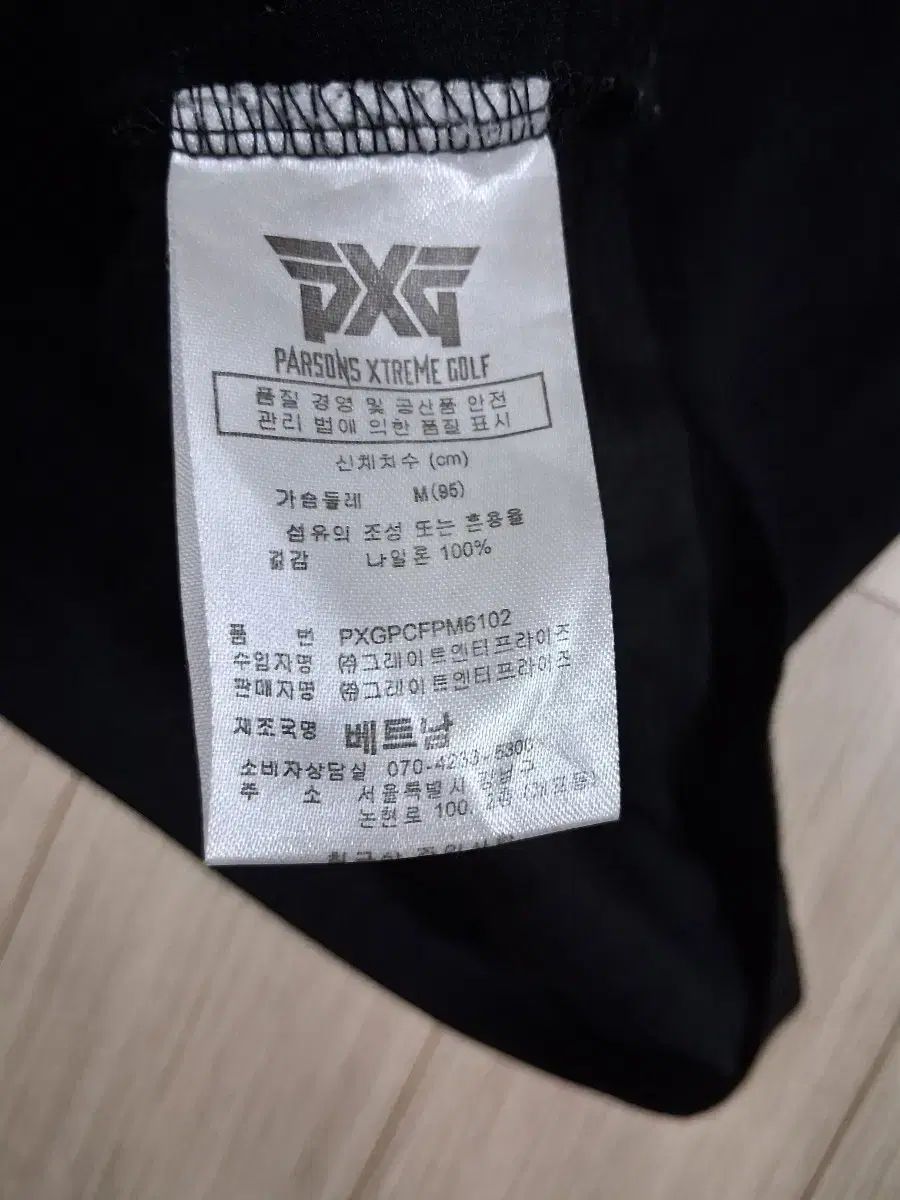 PXG
PARSONS XTREME GOLF
품질 경영 및 공산품 안전
관리 법에 의한 품질 표시
신체치수 (cm)
가슴둘레 M(95)
섬유의 조성 또는 혼용율
겉감 나일론 100%
품 번 PXGPCFPM6102
수입자명 ㈜그레이트엔터프라이즈
판매자명 ㈜그레이트엔터프라이즈
제조국명 베트남
소비자상담실 070-4233-6300
주 소 서울특별시
논현로 100,